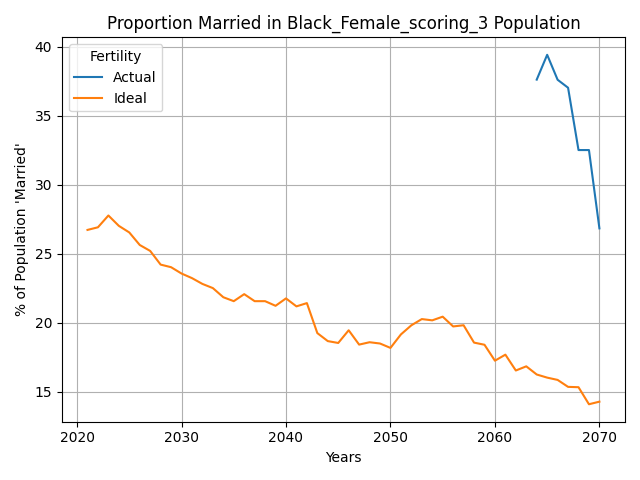 Proportion Married in Black_Female_scoring_3 Population
Fertility
Actual
Ideal
% of Population 'Married'
40
35
30
25
20
15
2020
2030
2040
2050
2060
2070
Years